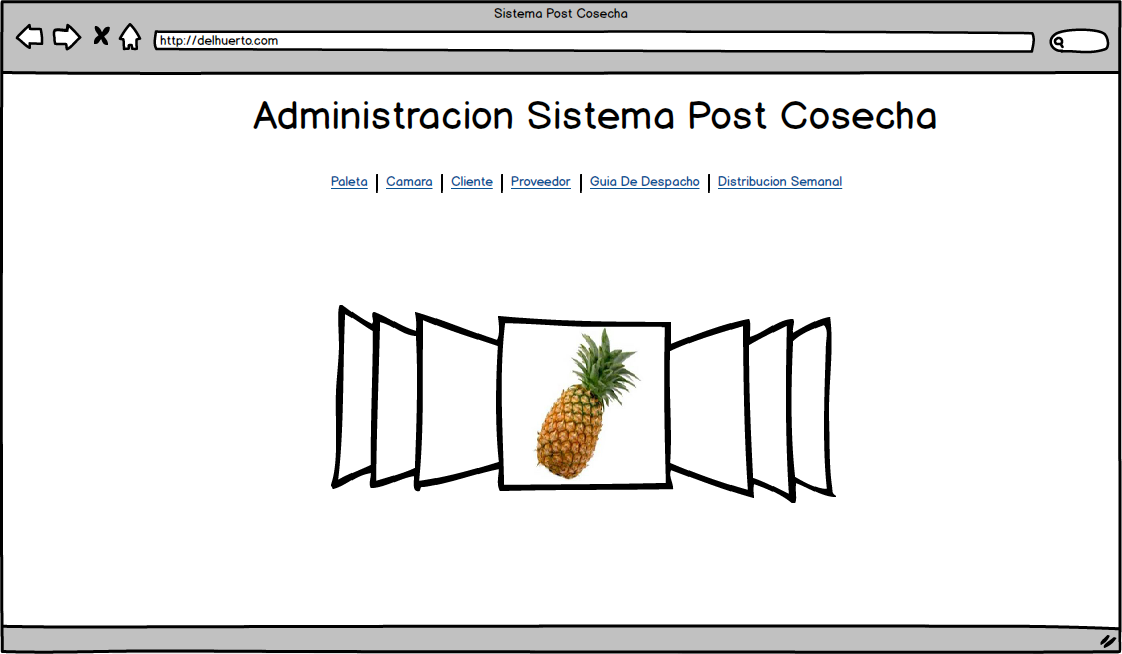 Sistema Post Cosecha
http://delhuerto.com
Administracion Sistema Post Cosecha
Paleta | Camara | Cliente | Proveedor | Guia De Despacho | Distribucion Semanal